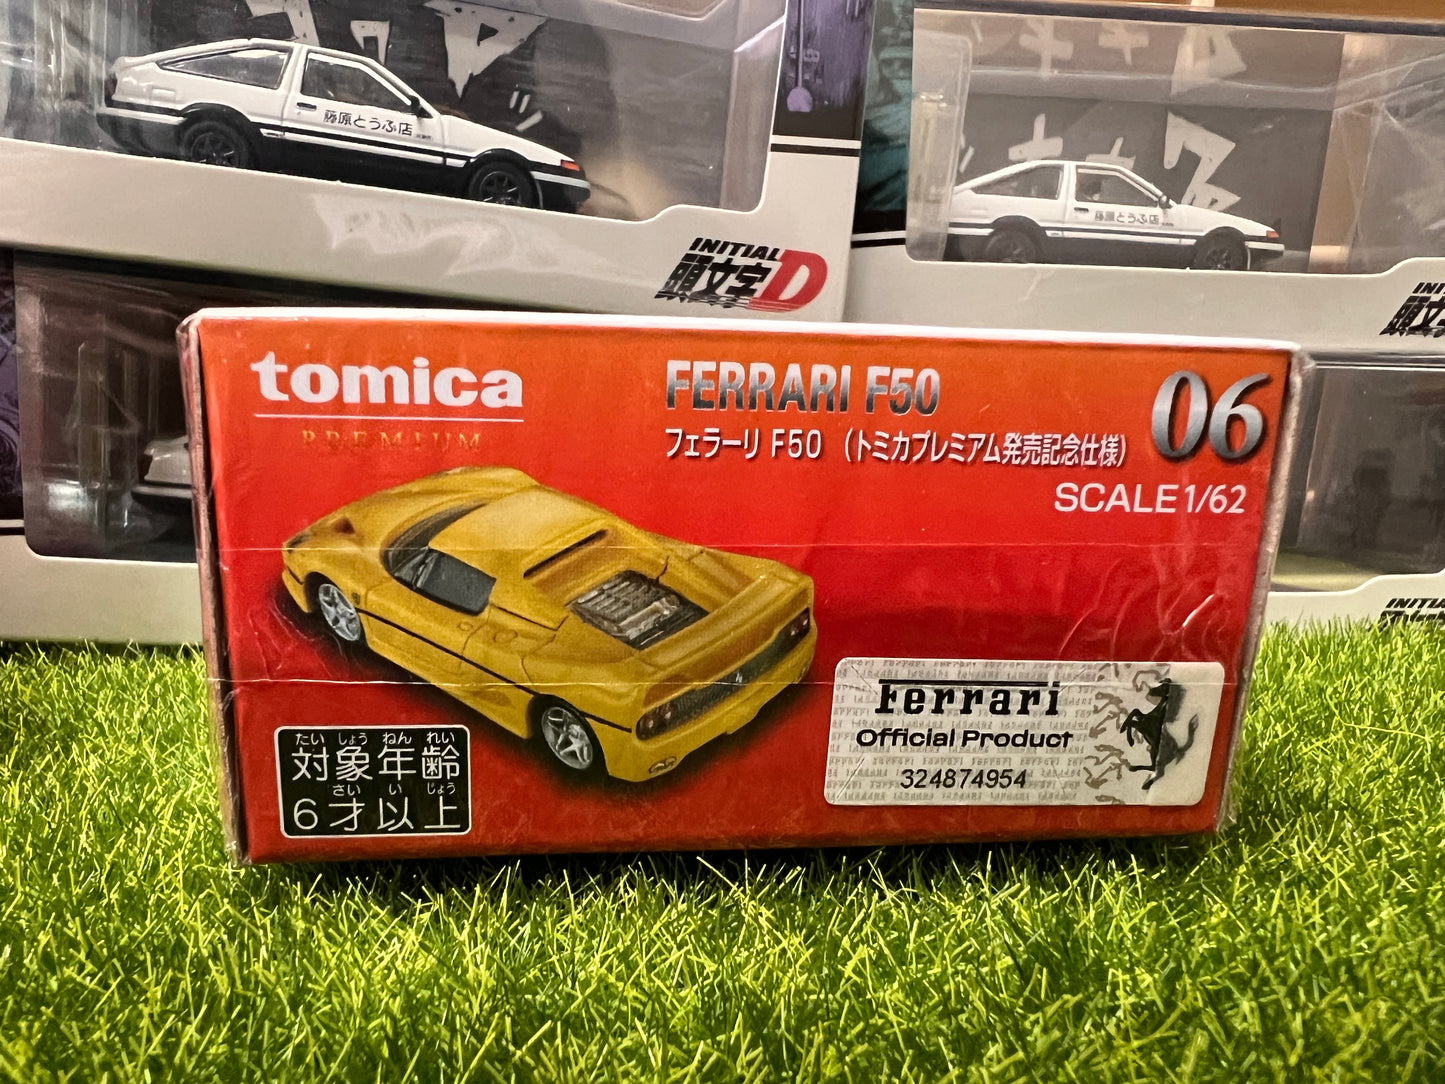 藤原とうふ店
INITIAL D
頭文字
藤原とうふ店
tomica
PREMIUM
FERRARI F50
フェラーリ F50 (トミカプレミアム発売記念仕様)
06
SCALE 1/62
たい しょう ねん れい
対象年齢
さい い じょう
6才以上
Ferrari
Official Product
324874954